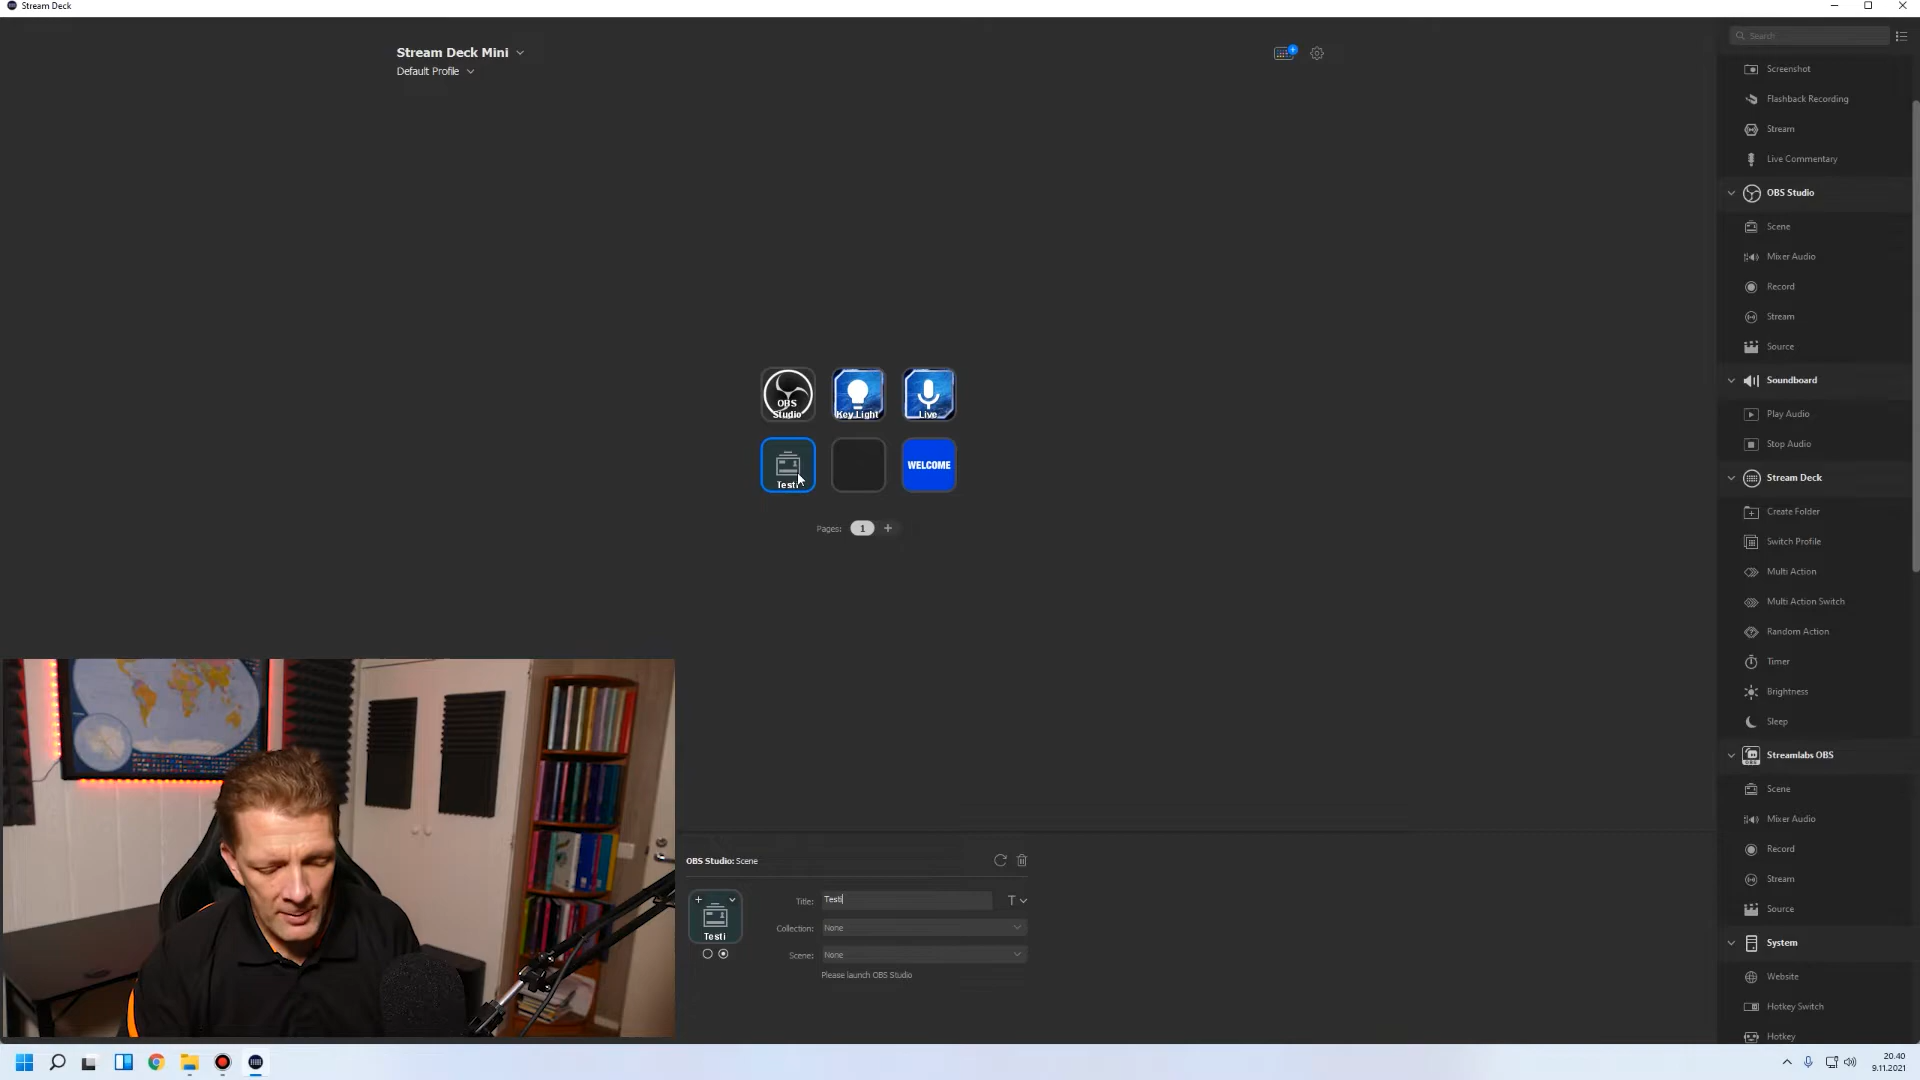 Stream Deck
Stream Deck Mini
Default Profile
Search
Screenshot
Flashback Recording
Stream
Live Commentary
OBS Studio
Scene
Mixer Audio
Record
Stream
Source
Soundboard
Play Audio
Stop Audio
Stream Deck
Create Folder
Switch Profile
Multi Action
Multi Action Switch
Random Action
Timer
Brightness
Sleep
Streamlabs OBS
Scene
Mixer Audio
Record
Stream
Source
System
Website
Hotkey Switch
Hotkey
OBS
Studio
Key Light
Live
Testi
WELCOME
Pages:
1
OBS Studio: Scene
Testi
Title:
Testi
T
Collection:
None
Scene:
None
Please launch OBS Studio
20.40
9.11.2021